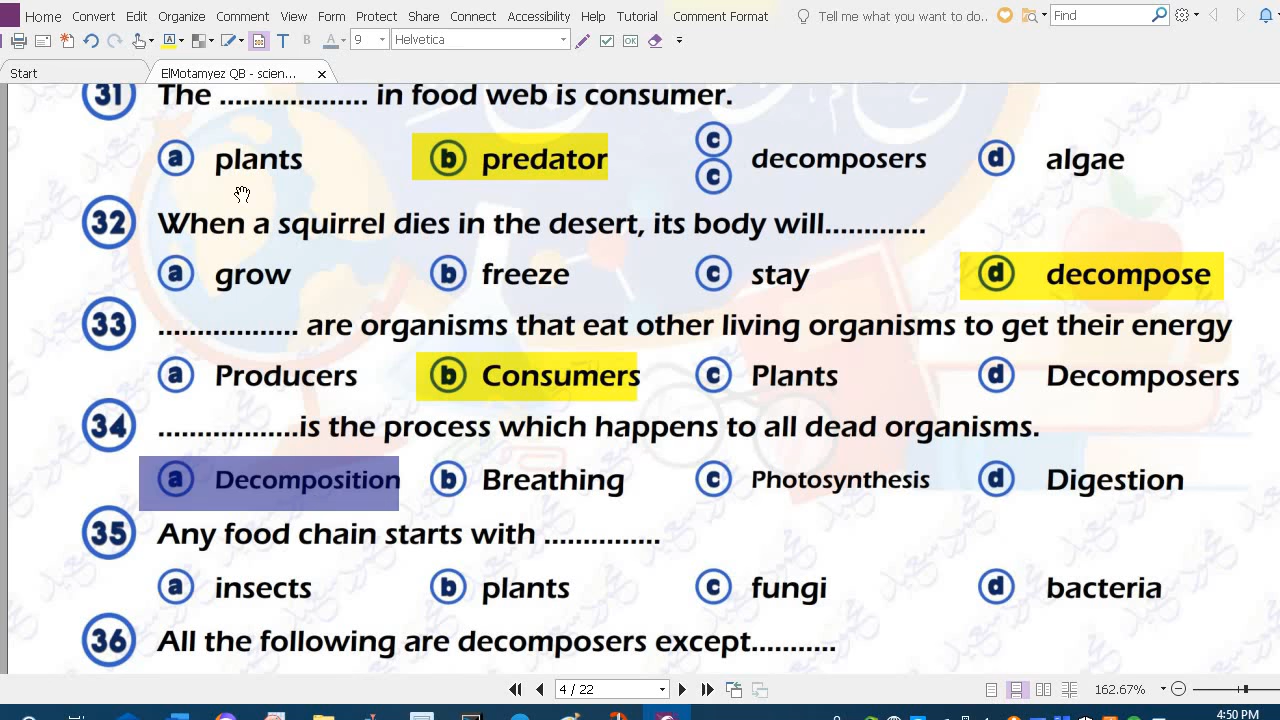 Home Convert Edit Organize Comment View Form Protect Share Connect Accessibility Help Tutorial Comment Format Tell me what you want to do.. Find
9 Helvetica
Start ElMotamyez QB - scien... ×
31 The ................... in food web is consumer.
a plants b predator c c decomposers d algae
32 When a squirrel dies in the desert, its body will.............
a grow b freeze c stay d decompose
33 .................. are organisms that eat other living organisms to get their energy
a Producers b Consumers c Plants d Decomposers
34 ..................is the process which happens to all dead organisms.
a Decomposition b Breathing c Photosynthesis d Digestion
35 Any food chain starts with ...............
a insects b plants c fungi d bacteria
36 All the following are decomposers except...........
4 / 22 162.67%
4:50 PM